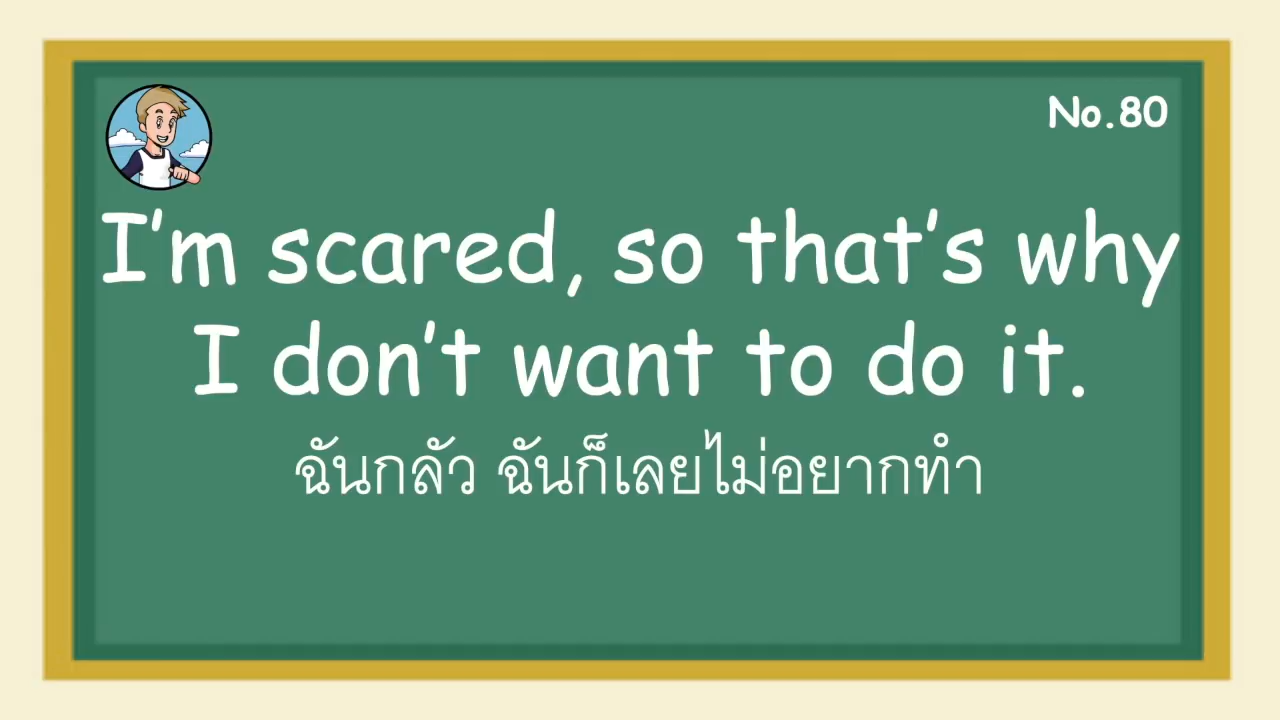 No.80
I’m scared, so that’s why
I don’t want to do it.
ฉันกลัว ฉันก็เลยไม่อยากทำ